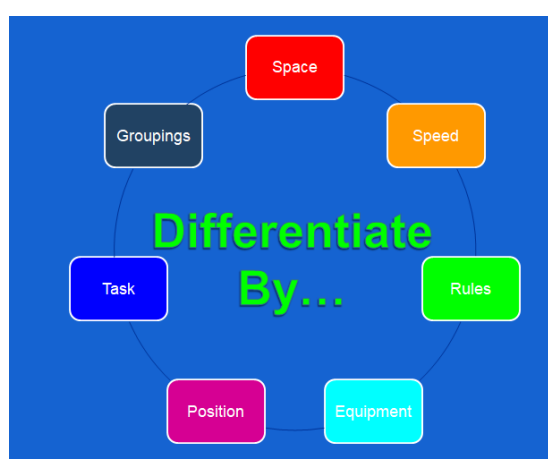 Differentiate
By...
Space
Speed
Rules
Equipment
Position
Task
Groupings